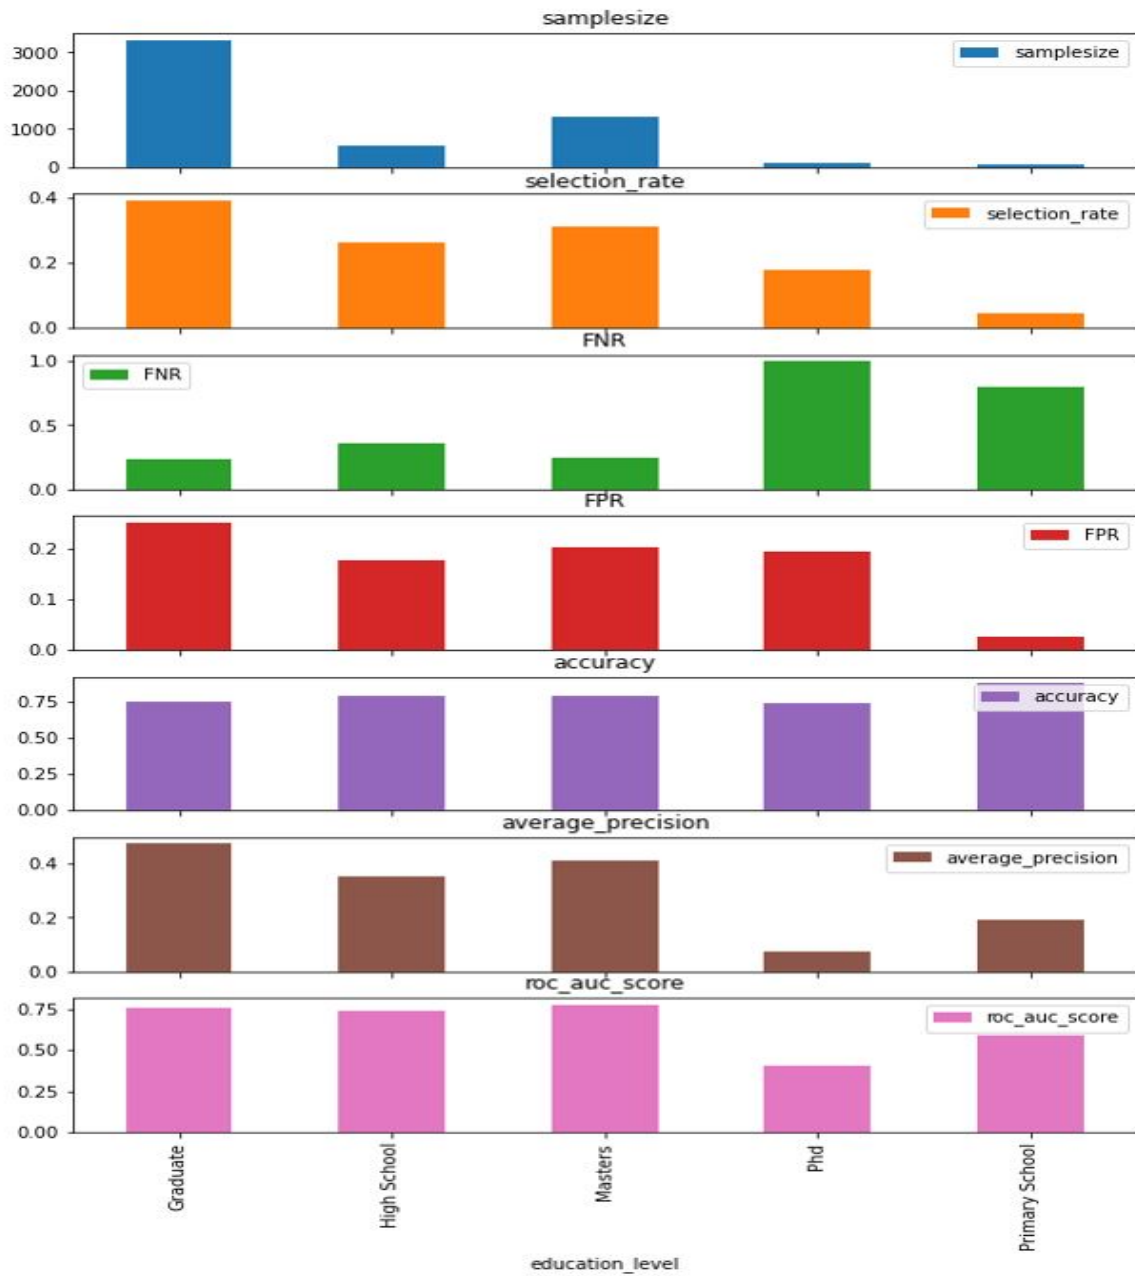 samplesize
3000
2000
1000
0
samplesize
selection_rate
0.4
0.2
0.0
selection_rate
FNR
1.0
0.5
0.0
FNR
FPR
0.2
0.1
0.0
FPR
accuracy
0.75
0.50
0.25
0.00
accuracy
average_precision
0.4
0.2
0.0
average_precision
roc_auc_score
0.75
0.50
0.25
0.00
roc_auc_score
Graduate
High School
Masters
Phd
Primary School
education_level